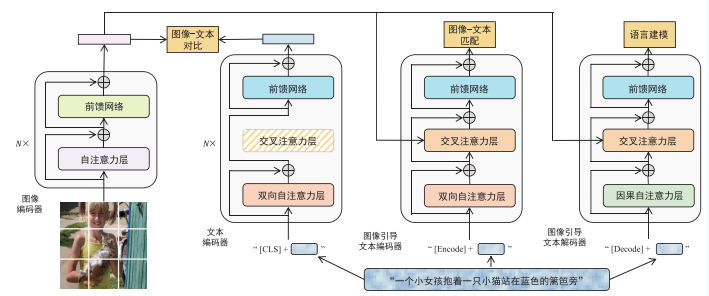 图像-文本
对比
图像-文本
匹配
语言建模
前馈网络
自注意力层
N×
图像
编码器
前馈网络
交叉注意力层
双向自注意力层
N×
文本
编码器
“ [CLS] + ”
前馈网络
交叉注意力层
双向自注意力层
图像引导
文本编码器
“ [Encode] + ”
前馈网络
交叉注意力层
因果自注意力层
图像引导
文本解码器
“ [Decode] + ”
“一个小女孩抱着一只小猫站在蓝色的篱笆旁”